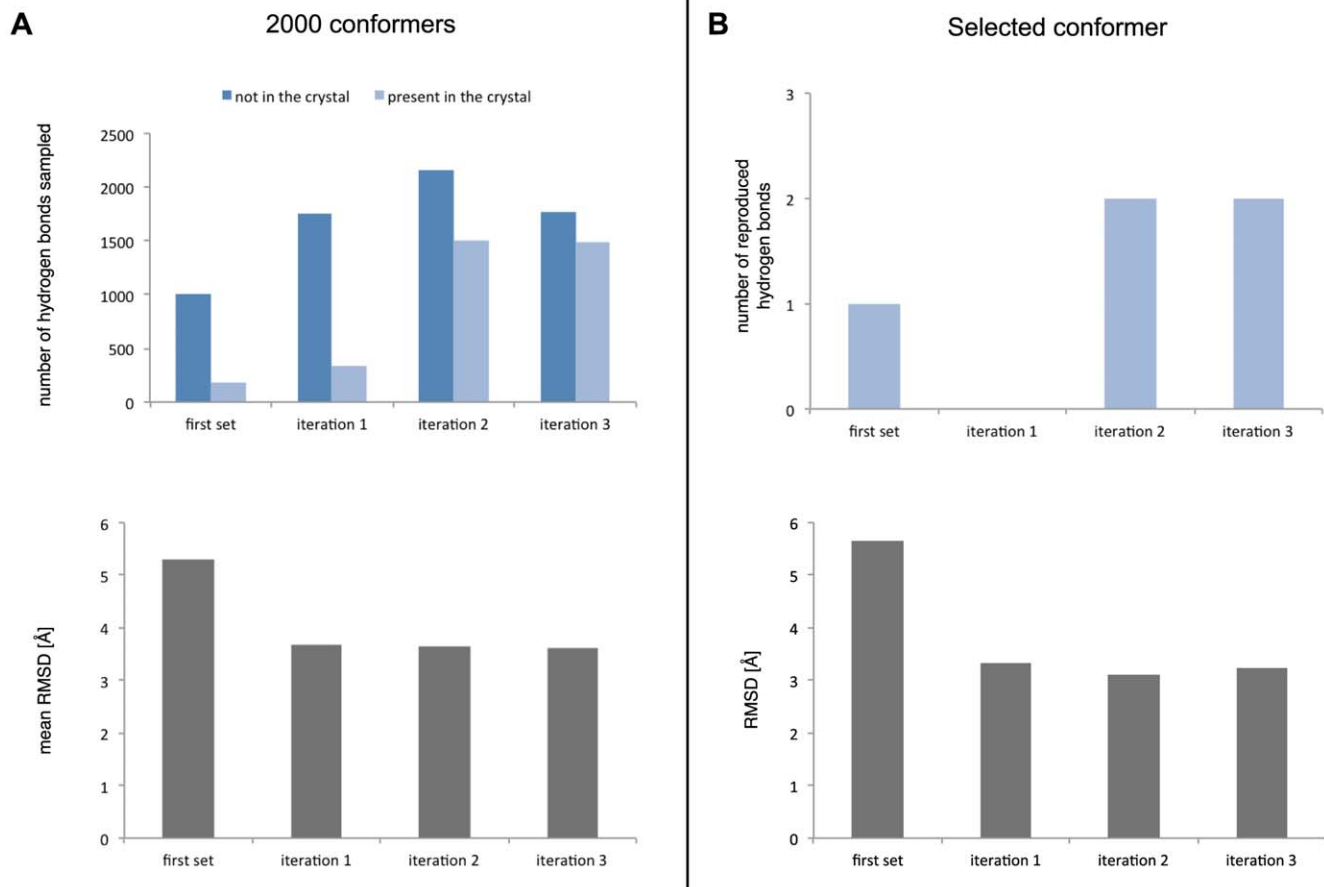 A
2000 conformers
not in the crystal
present in the crystal
number of hydrogen bonds sampled
2500
2000
1500
1000
500
0
first set
iteration 1
iteration 2
iteration 3
mean RMSD [Å]
6
5
4
3
2
1
0
first set
iteration 1
iteration 2
iteration 3
B
Selected conformer
number of reproduced
hydrogen bonds
3
2
1
0
first set
iteration 1
iteration 2
iteration 3
RMSD [Å]
6
5
4
3
2
1
0
first set
iteration 1
iteration 2
iteration 3